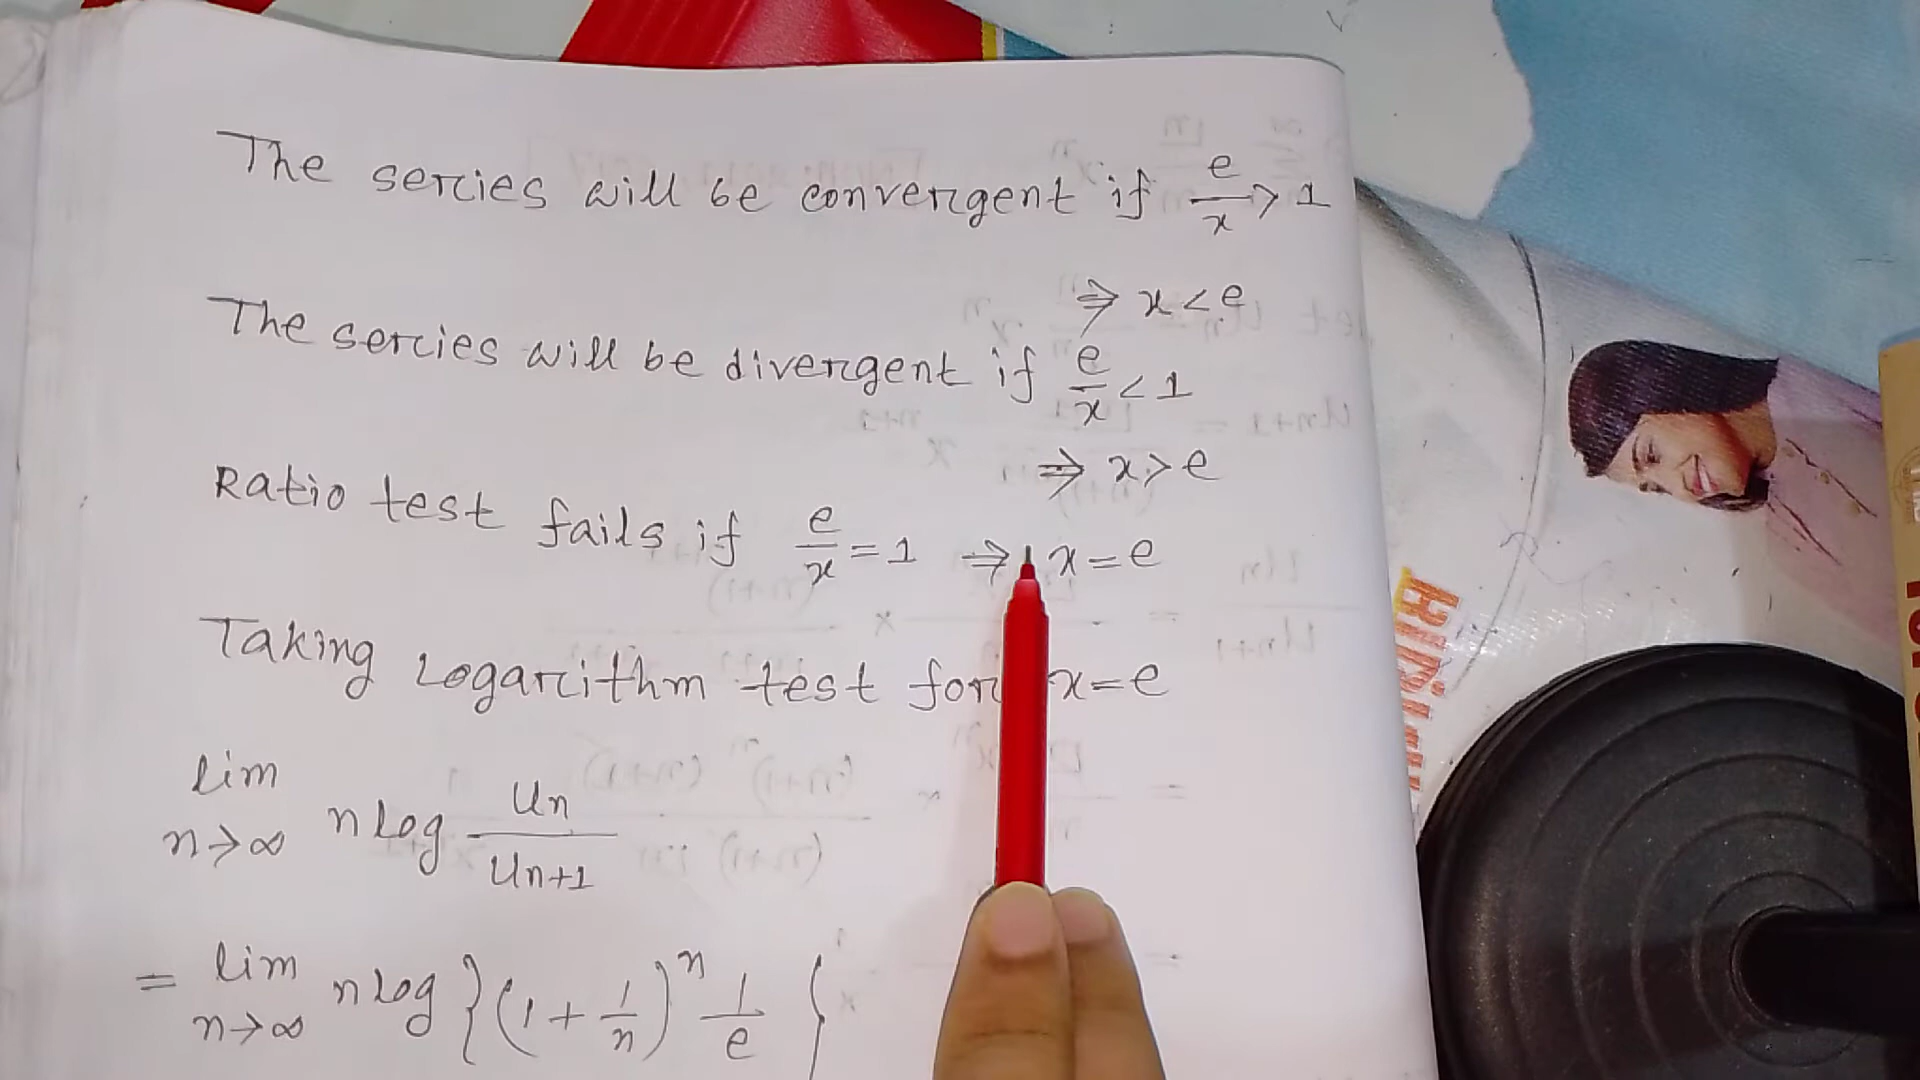 The series will be convergent if e/x > 1
⇒ x < e
The series will be divergent if e/x < 1
⇒ x > e
Ratio test fails if e/x = 1 ⇒ x = e
Taking Logarithm test for x = e
lim n→∞ n log Un/Un+1
= lim n→∞ n log {(1 + 1/n)^n 1/e}